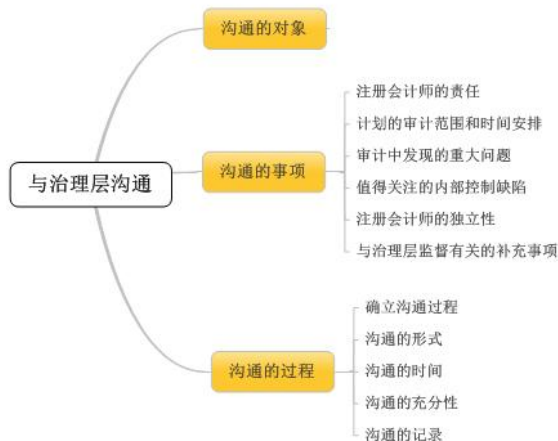 与治理层沟通
沟通的对象
沟通的事项
注册会计师的责任
计划的审计范围和时间安排
审计中发现的重大问题
值得关注的内部控制缺陷
注册会计师的独立性
与治理层监督有关的补充事项
沟通的过程
确立沟通过程
沟通的形式
沟通的时间
沟通的充分性
沟通的记录